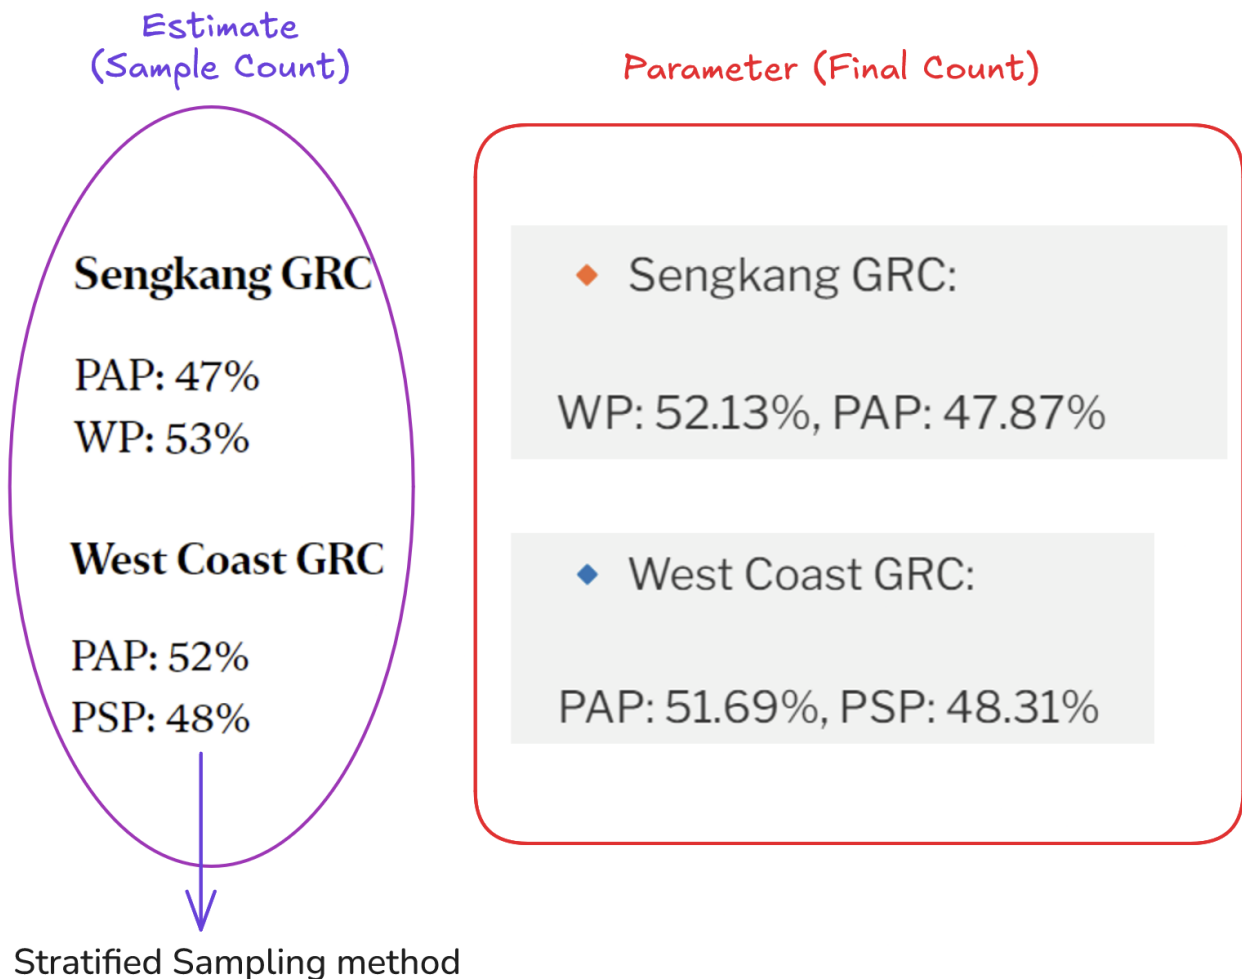 Estimate
(Sample Count)
Parameter (Final Count)
Sengkang GRC
PAP: 47%
WP: 53%
West Coast GRC
PAP: 52%
PSP: 48%
Sengkang GRC:
WP: 52.13%, PAP: 47.87%
West Coast GRC:
PAP: 51.69%, PSP: 48.31%
Stratified Sampling method